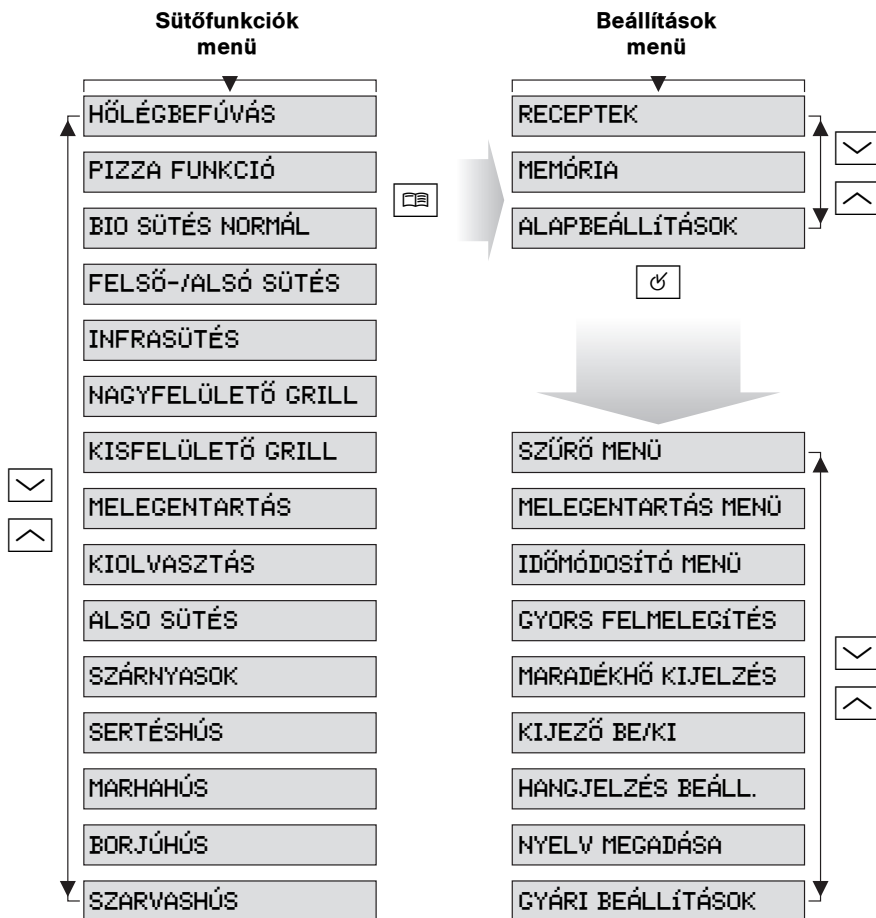 Sütőfunkciók
menü
HŐLÉGBEFÚVÁS
PIZZA FUNKCIÓ
BIO SÜTÉS NORMÁL
FELSŐ-/ALSÓ SÜTÉS
INFRASÜTÉS
NAGYFELÜLETŐ GRILL
KISFELÜLETŐ GRILL
MELEGENTARTÁS
KIOLVASZTÁS
ALSO SÜTÉS
SZÁRNYASOK
SERTÉSHÚS
MARHAHÚS
BORJÚHÚS
SZARVASHÚS
Beállítások
menü
RECEPTEK
MEMÓRIA
ALAPBEÁLLÍTÁSOK
SZŰRŐ MENÜ
MELEGENTARTÁS MENÜ
IDŐMÓDOSÍTÓ MENÜ
GYORS FELMELEGÍTÉS
MARADÉKHŐ KIJELZÉS
KIJEZŐ BE/KI
HANGJELZÉS BEÁLL.
NYELV MEGADÁSA
GYÁRI BEÁLLÍTÁSOK